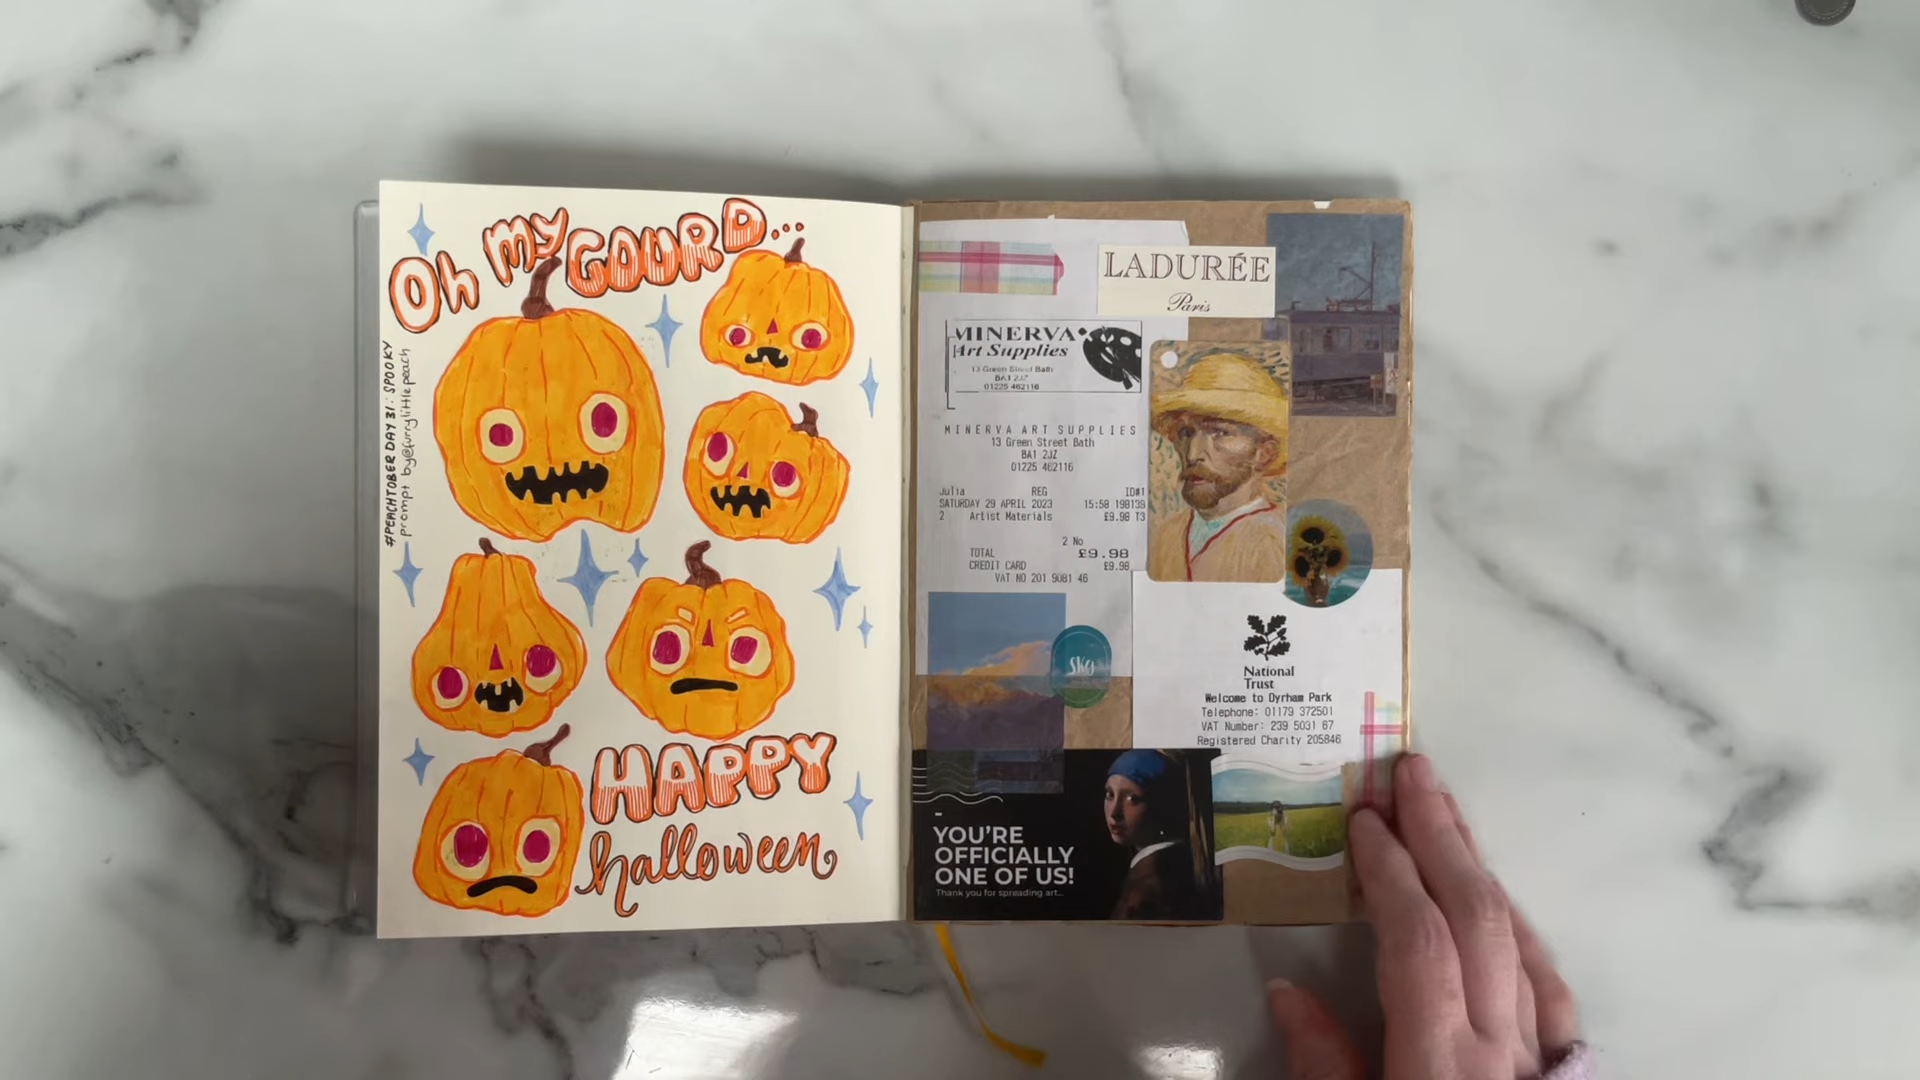 Oh my GOURD...
#PEACHTOBER DAY 31: SPOOKY
prompt by @furrylittlepeach
HAPPY
halloween
LADURÉE
Paris
MINERVA
Art Supplies
13 Green Street Bath
BA1 2JZ
01225 462116
MINERVA ART SUPPLIES
13 Green Street Bath
BA1 2JZ
01225 462116
Julia REG ID#1
SATURDAY 29 APRIL 2023 15:58 198139
2 Artist Materials £9.98 T3
2 No
TOTAL £9.98
CREDIT CARD £9.98
VAT NO 201 9081 46
sky
National
Trust
Welcome to Dyrham Park
Telephone: 01179 372501
VAT Number: 239 5031 67
Registered Charity 205846
YOU'RE
OFFICIALLY
ONE OF US!
Thank you for spreading art...